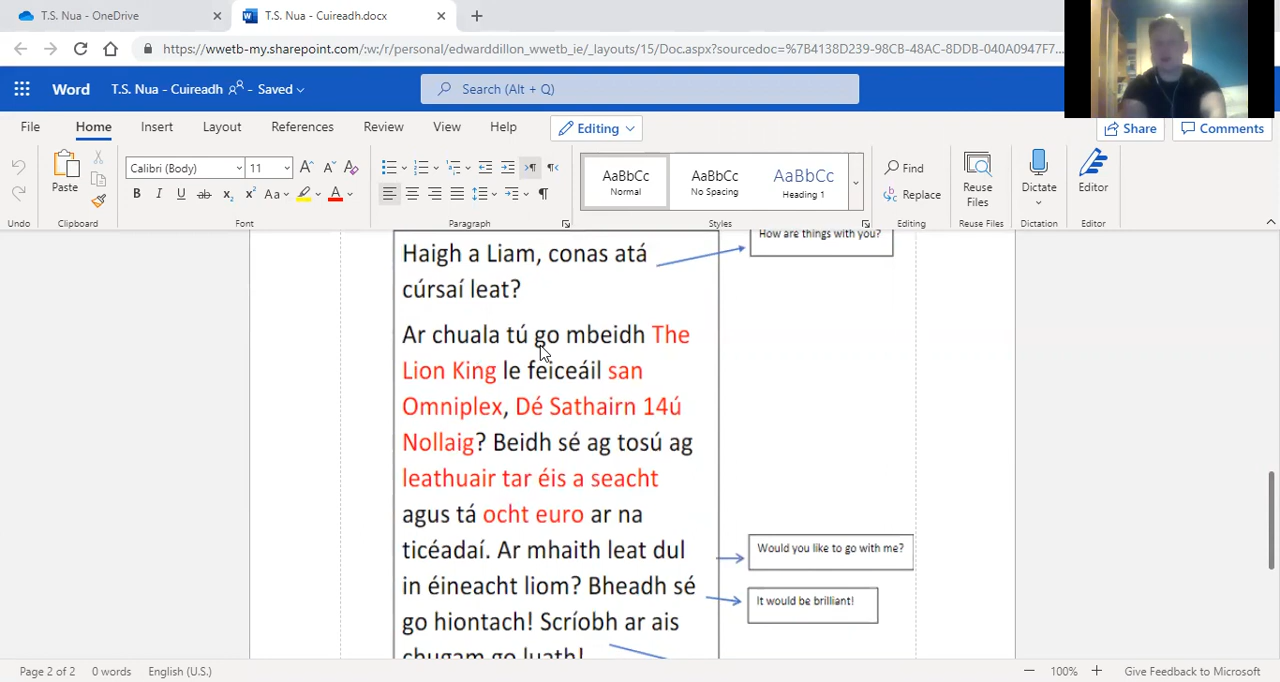 T.S. Nua - OneDrive
T.S. Nua - Cuireadh.docx
https://wwetb-my.sharepoint.com/:w:/r/personal/edwarddillon_wwetb_ie/_layouts/15/Doc.aspx?sourcedoc=%7B4138D239-98CB-48AC-8DDB-040A0947F7...
Word
T.S. Nua - Cuireadh - Saved
Search (Alt + Q)
File Home Insert Layout References Review View Help Editing Share Comments
Paste
Calibri (Body) 11
AaBbCc AaBbCc AaBbCc
Normal No Spacing Heading 1
Find
Replace
Reuse Files
Dictate
Editor
Undo Clipboard Font Paragraph Styles Editing Reuse Files Dictation Editor
How are things with you?
Haigh a Liam, conas atá
cúrsaí leat?
Ar chuala tú go mbeidh The
Lion King le feiceáil san
Omniplex, Dé Sathairn 14ú
Nollaig? Beidh sé ag tosú ag
leathuair tar éis a seacht
agus tá ocht euro ar na
ticéadaí. Ar mhaith leat dul
in éineacht liom? Bheadh sé
go hiontach! Scríobh ar ais
chugam go luath!
Would you like to go with me?
It would be brilliant!
Page 2 of 2 0 words English (U.S.) 100% Give Feedback to Microsoft